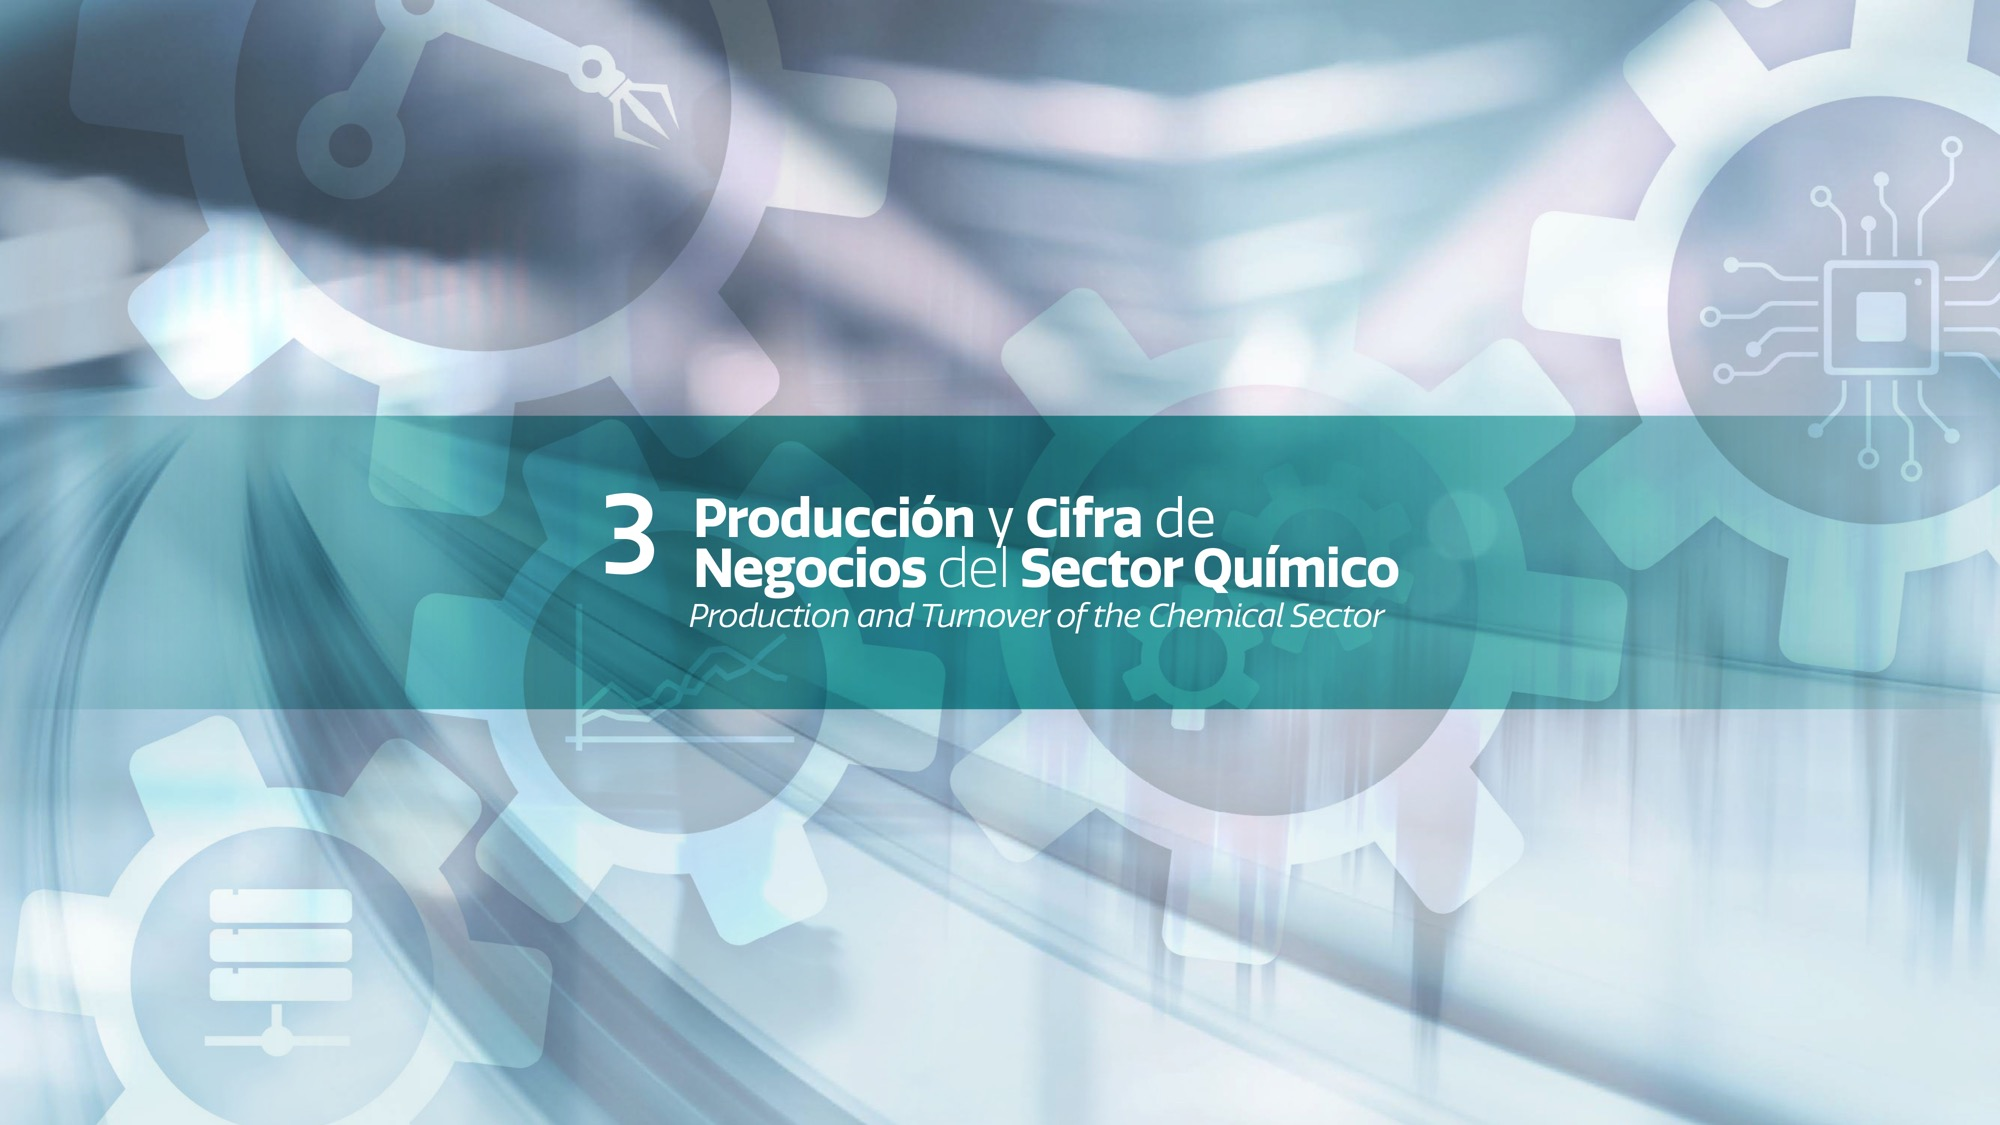 3
Producción y Cifra de
Negocios del Sector Químico
Production and Turnover of the Chemical Sector